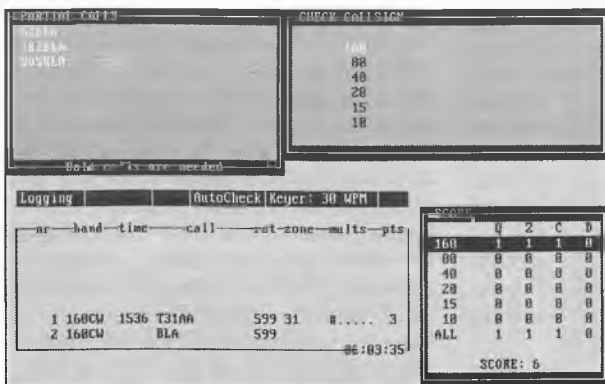 PARTIAL CALLS
Bold calls are needed
CHECK CALLSIGN
160
80
40
20
15
10
Logging AutoCheck Keyer: 30 WPM
nr band time call rst zone mults pts
1 160CW 1536 T31AA 599 31 #..... 3
2 160CW BLA 599
06:03:35
SCORE
Q Z C D
160 1 1 1 0
80 0 0 0 0
40 0 0 0 0
20 0 0 0 0
15 0 0 0 0
10 0 0 0 0
ALL 1 1 1 0
SCORE: 6